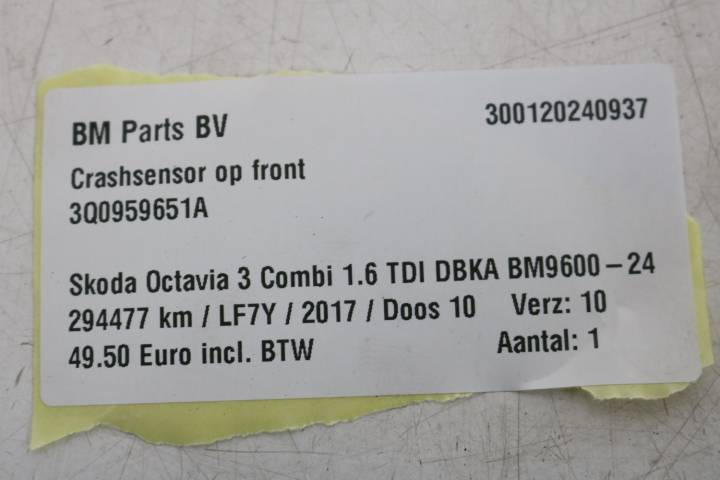 BM Parts BV 300120240937
Crashsensor op front
3Q0959651A
Skoda Octavia 3 Combi 1.6 TDI DBKA BM9600-24
294477 km / LF7Y / 2017 / Doos 10 Verz: 10
49.50 Euro incl. BTW Aantal: 1